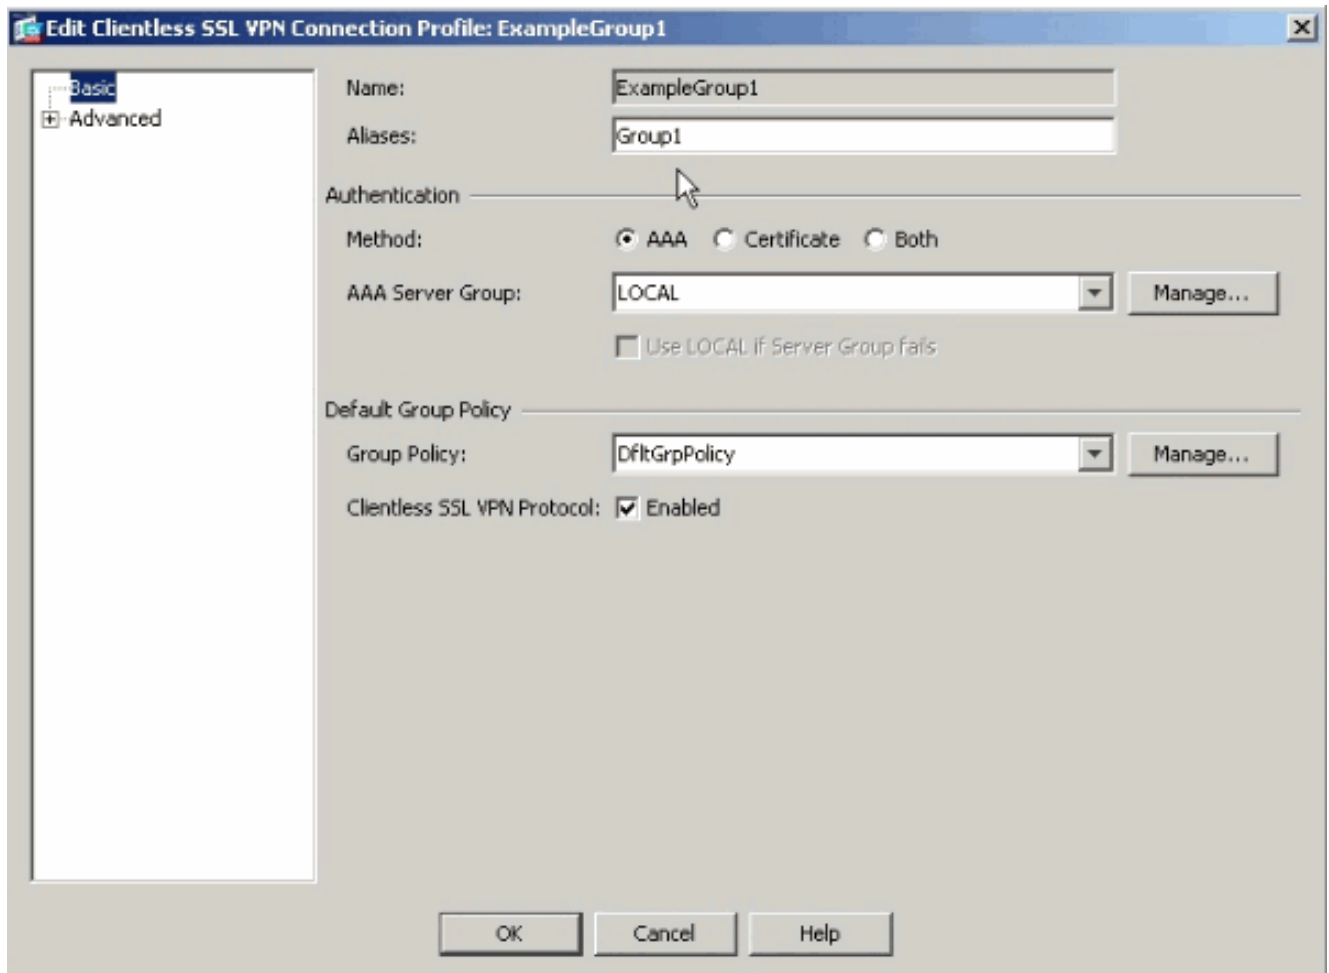 Edit Clientless SSL VPN Connection Profile: ExampleGroup1
Basic
Advanced
Name: ExampleGroup1
Aliases: Group1
Authentication
Method: AAA Certificate Both
AAA Server Group: LOCAL Manage...
Use LOCAL if Server Group fails
Default Group Policy
Group Policy: DfltGrpPolicy Manage...
Clientless SSL VPN Protocol: Enabled
OK Cancel Help